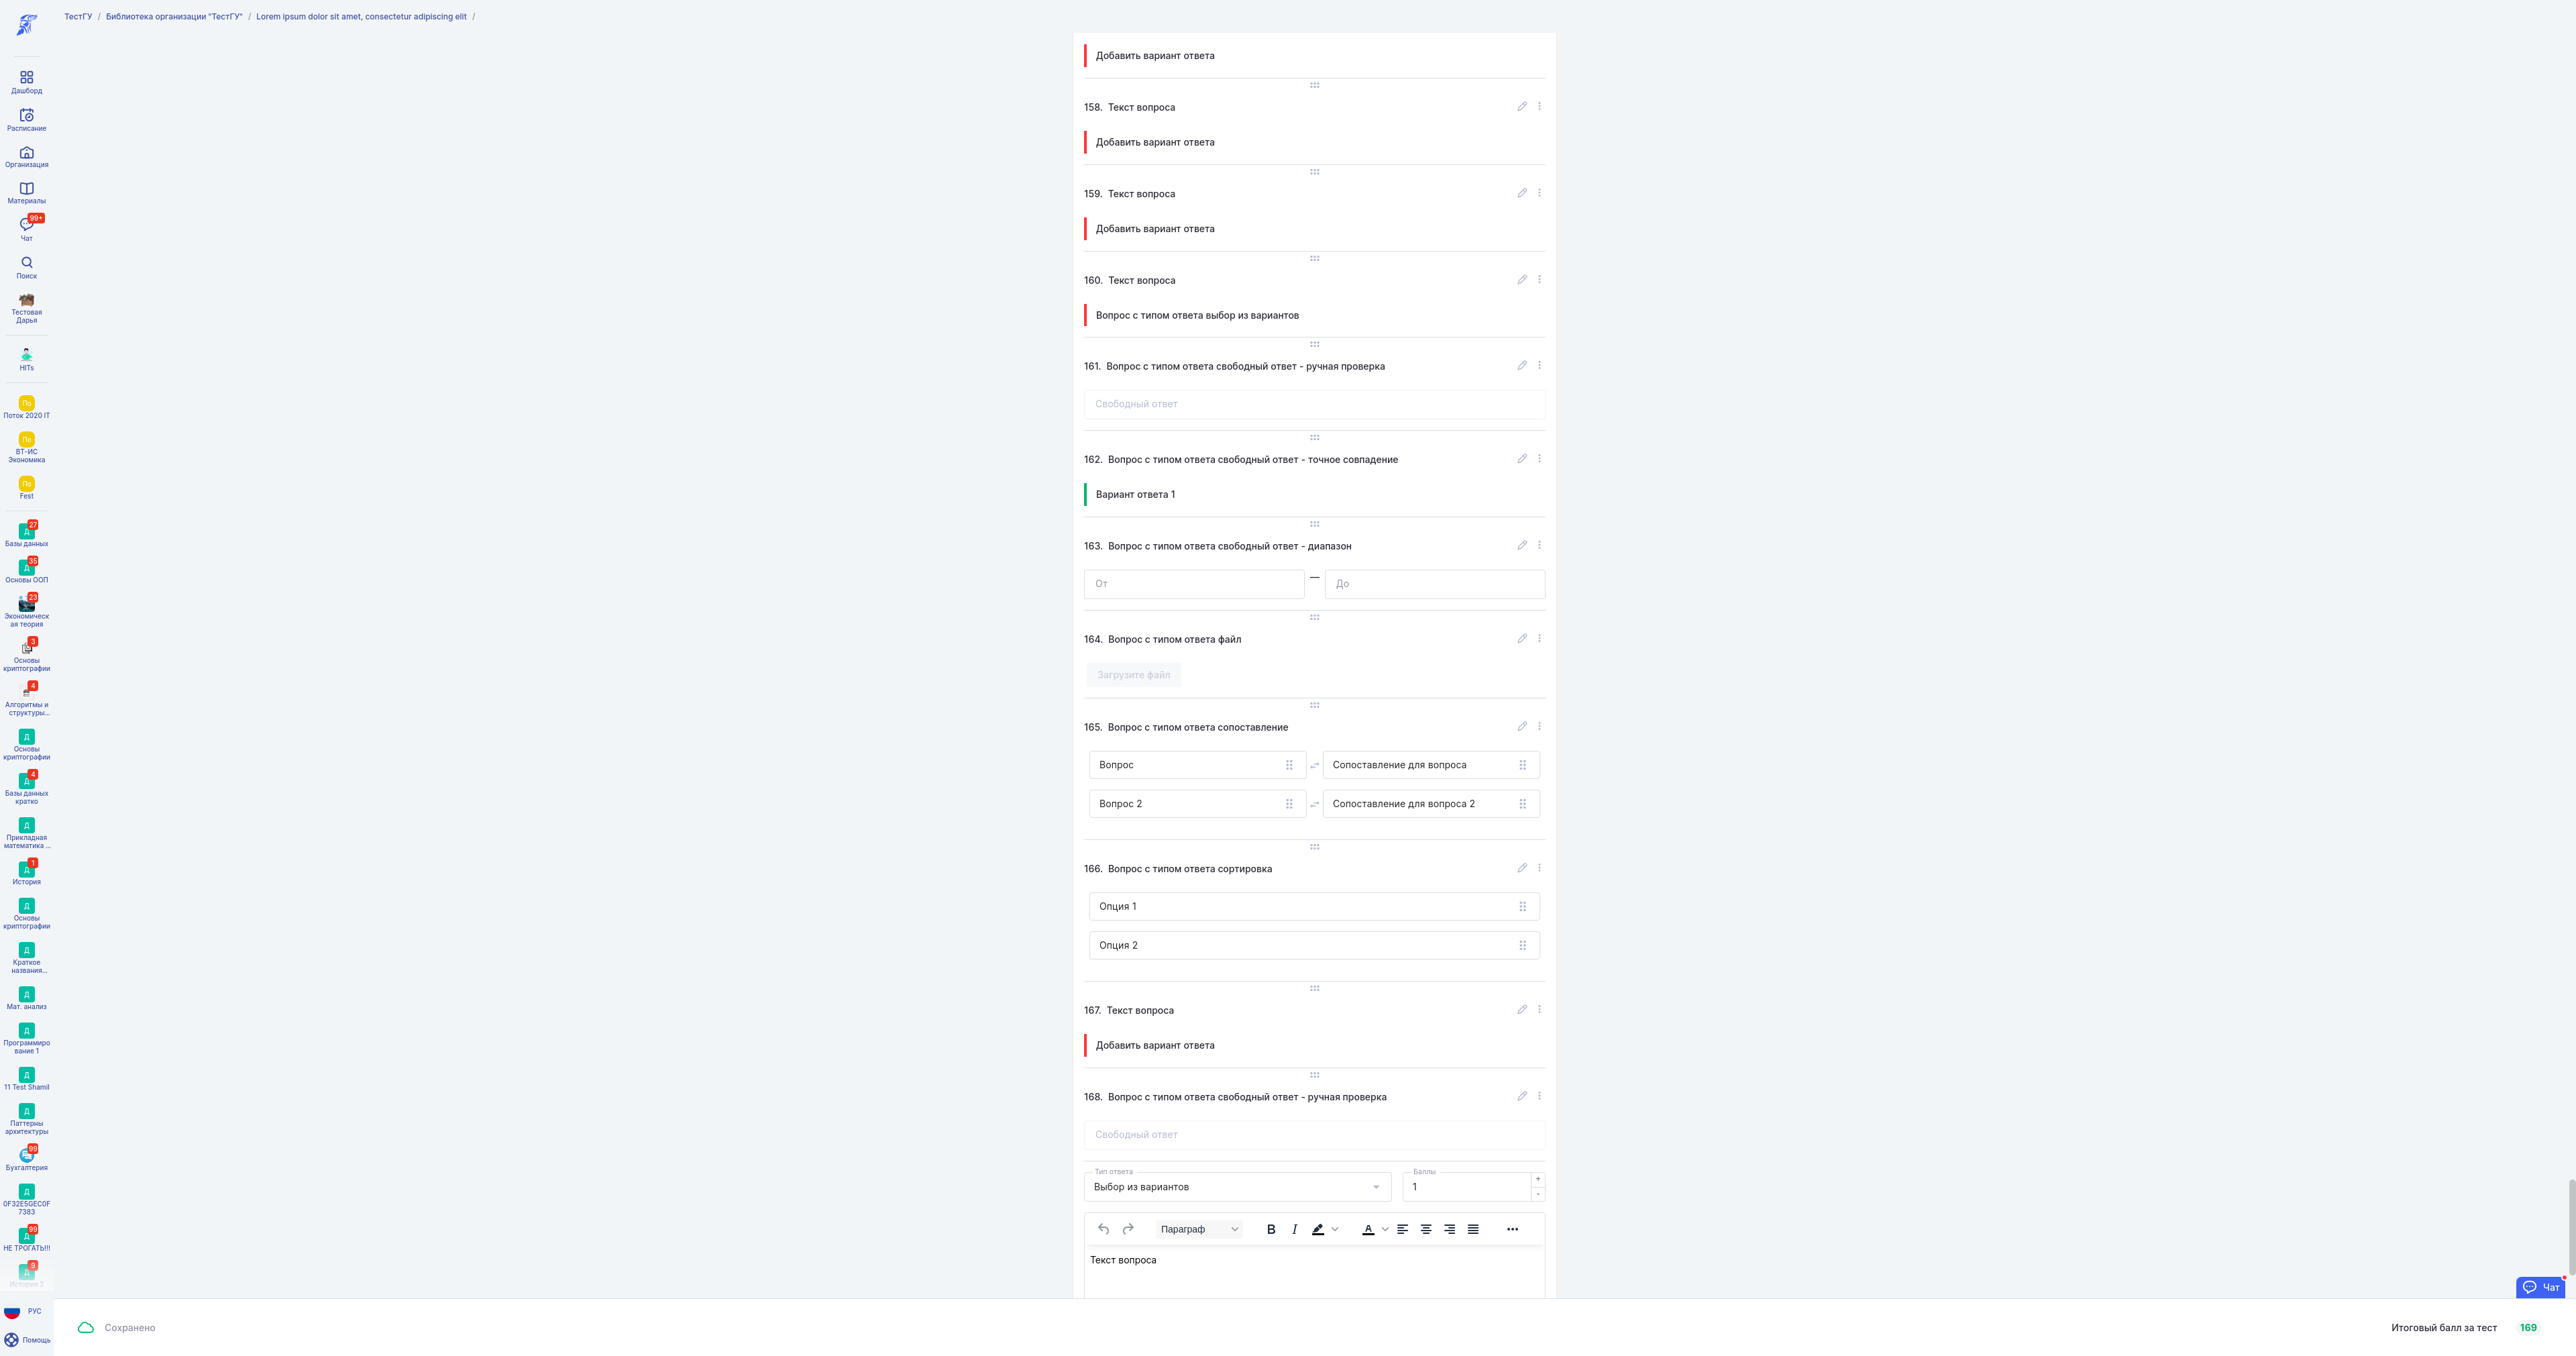 ТестГУ / Библиотека организации "ТестГУ" / Lorem ipsum dolor sit amet, consectetur adipiscing elit /
Дашборд
Расписание
Организация
Материалы
99+
Чат
Поиск
Тестовая
Дарья
HITs
По
Поток 2020 IT
По
ВТ-ИС
Экономика
По
Fest
27
Д
Базы данных
35
Д
Основы ООП
23
Экономическ
ая теория
3
Основы
криптографии
4
Алгоритмы и
структуры...
Д
Основы
криптографии
4
Д
Базы данных
кратко
Д
Прикладная
математика ...
1
Д
История
Д
Основы
криптографии
Д
Краткое
названия...
Д
Мат. анализ
Д
Программиро
вание 1
Д
11 Test Shamil
Д
Паттерны
архитектуры
99
Бухгалтерия
Д
0F32E5GEC0F
7383
99
Д
НЕ ТРОГАТЬ!!!
9
Д
История 2
РУС
Помощь
Добавить вариант ответа
158. Текст вопроса
Добавить вариант ответа
159. Текст вопроса
Добавить вариант ответа
160. Текст вопроса
Вопрос с типом ответа выбор из вариантов
161. Вопрос с типом ответа свободный ответ - ручная проверка
Свободный ответ
162. Вопрос с типом ответа свободный ответ - точное совпадение
Вариант ответа 1
163. Вопрос с типом ответа свободный ответ - диапазон
От — До
164. Вопрос с типом ответа файл
Загрузите файл
165. Вопрос с типом ответа сопоставление
Вопрос Сопоставление для вопроса
Вопрос 2 Сопоставление для вопроса 2
166. Вопрос с типом ответа сортировка
Опция 1
Опция 2
167. Текст вопроса
Добавить вариант ответа
168. Вопрос с типом ответа свободный ответ - ручная проверка
Свободный ответ
Тип ответа Баллы
Выбор из вариантов 1 + -
Параграф B I A
Текст вопроса
Чат
Сохранено Итоговый балл за тест 169